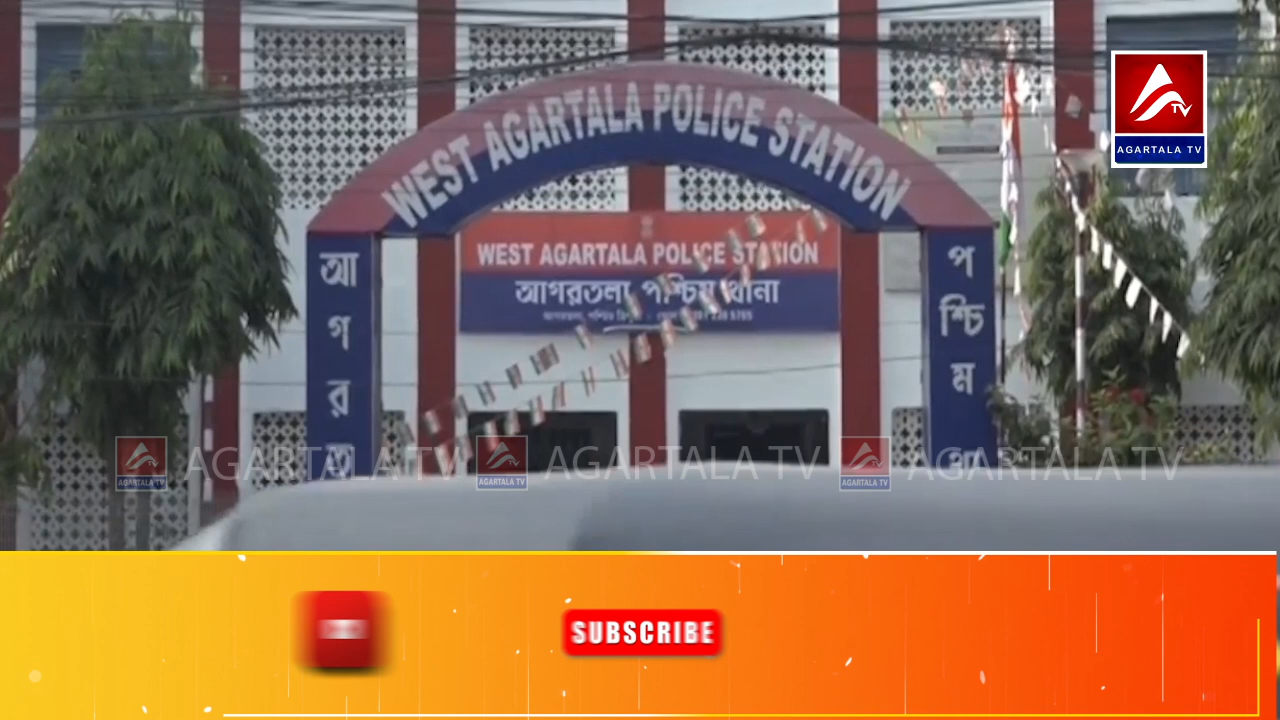 WEST AGARTALA POLICE STATION
TV
AGARTALA TV
WEST AGARTALA POLICE STATION
আগরতলা পশ্চিম থানা
আ
গ
র
ত
প
শ্চি
ম
AGARTALA TV
AGARTALA TV
AGARTALA TV
AGARTALA TV
AGARTALA TV
AGARTALA TV
SUBSCRIBE